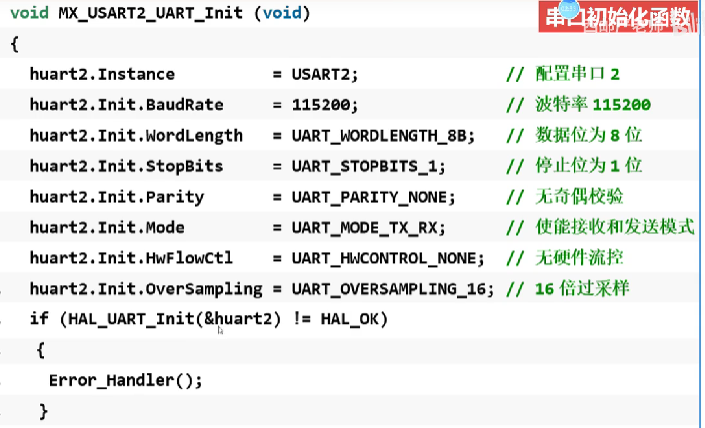 void MX_USART2_UART_Init (void)
串口初始化函数
{
huart2.Instance = USART2; // 配置串口 2
huart2.Init.BaudRate = 115200; // 波特率 115200
huart2.Init.WordLength = UART_WORDLENGTH_8B; // 数据位为 8 位
huart2.Init.StopBits = UART_STOPBITS_1; // 停止位为 1 位
huart2.Init.Parity = UART_PARITY_NONE; // 无奇偶校验
huart2.Init.Mode = UART_MODE_TX_RX; // 使能接收和发送模式
huart2.Init.HwFlowCtl = UART_HWCONTROL_NONE; // 无硬件流控
huart2.Init.OverSampling = UART_OVERSAMPLING_16; // 16 倍过采样
if (HAL_UART_Init(&huart2) != HAL_OK)
{
Error_Handler();
}